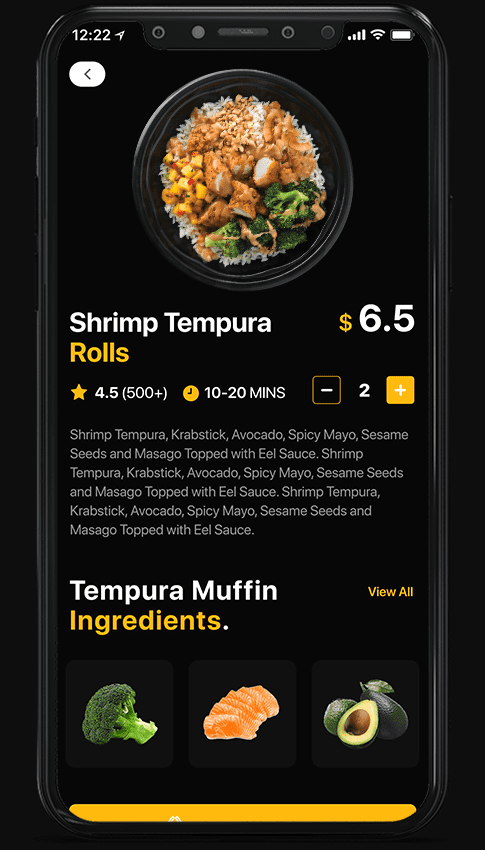 12:22
Shrimp Tempura
Rolls
$ 6.5
4.5 (500+) 10-20 MINS
2
Shrimp Tempura, Krabstick, Avocado, Spicy Mayo, Sesame
Seeds and Masago Topped with Eel Sauce. Shrimp
Tempura, Krabstick, Avocado, Spicy Mayo, Sesame Seeds
and Masago Topped with Eel Sauce. Shrimp Tempura,
Krabstick, Avocado, Spicy Mayo, Sesame Seeds and
Masago Topped with Eel Sauce.
Tempura Muffin
Ingredients.
View All